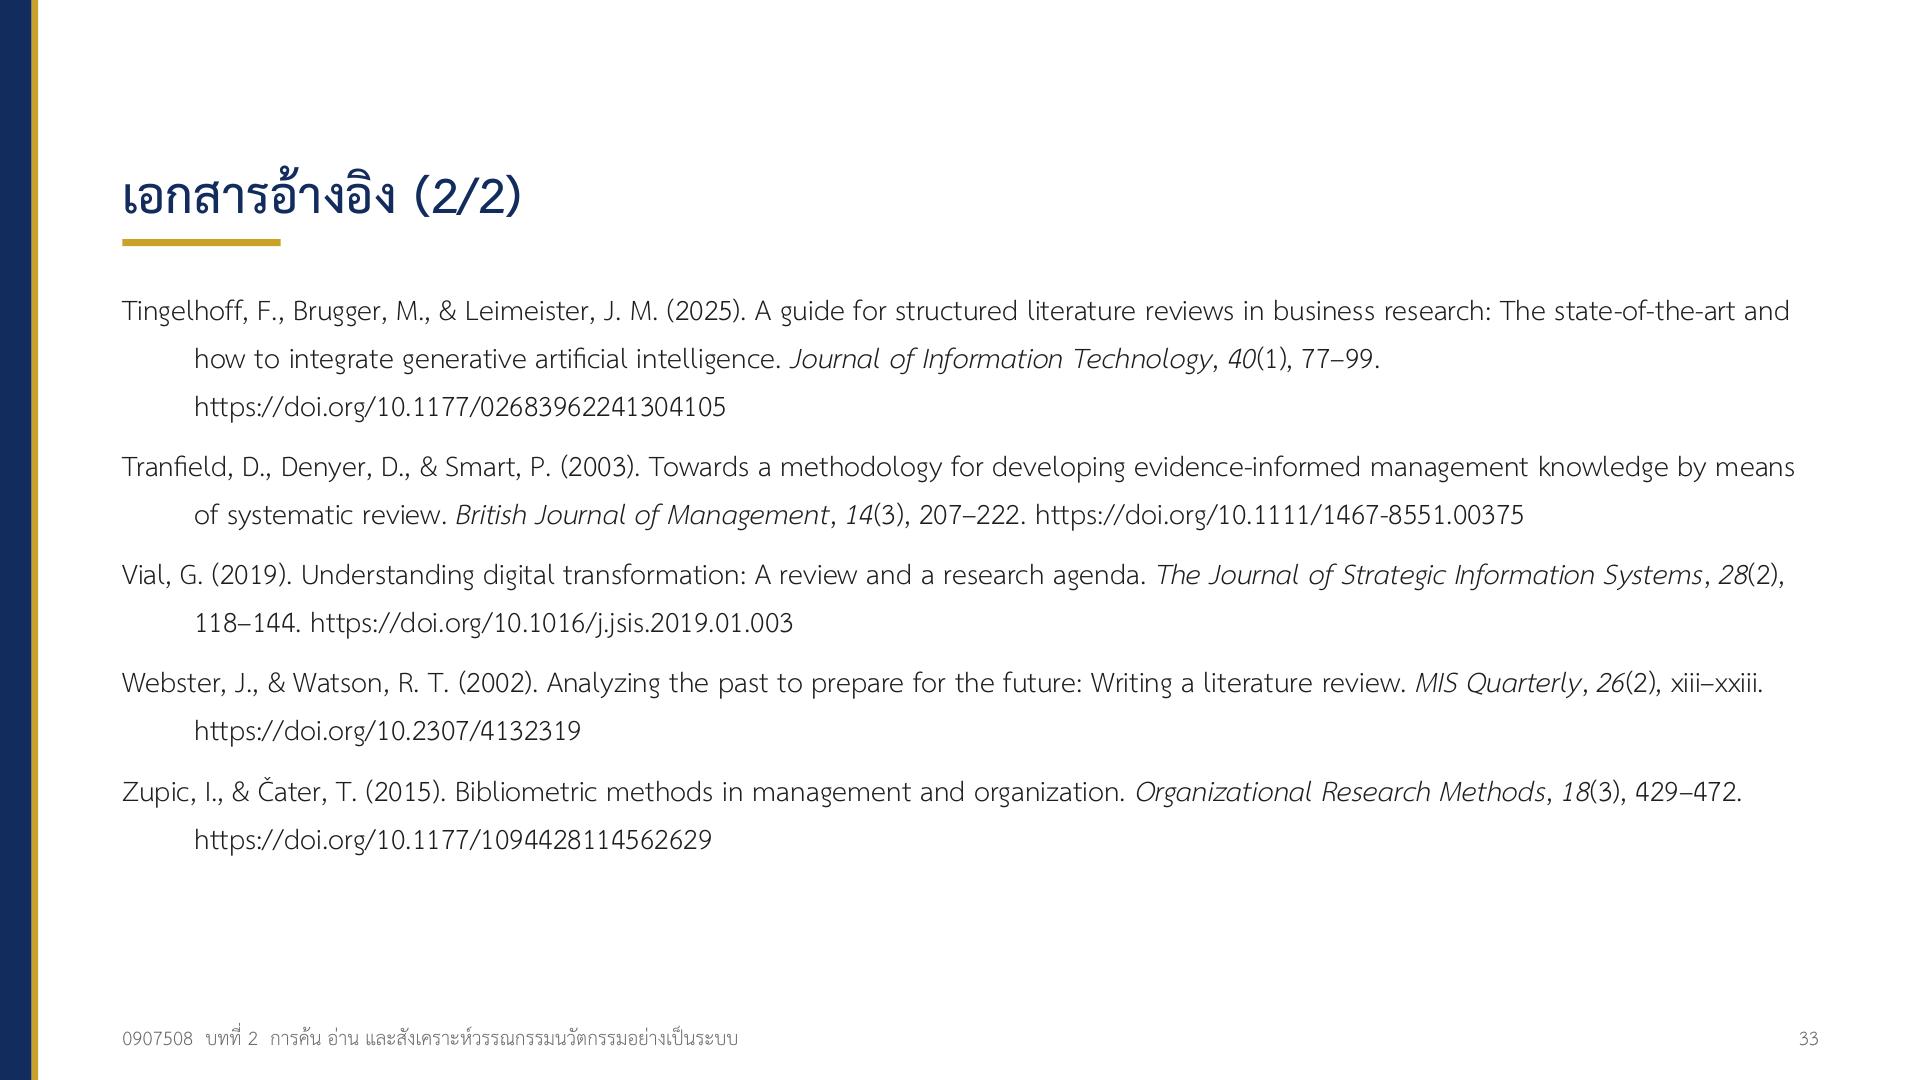 เอกสารอ้างอิง (2/2)
Tingelhoff, F., Brugger, M., & Leimeister, J. M. (2025). A guide for structured literature reviews in business research: The state-of-the-art and
how to integrate generative artificial intelligence. Journal of Information Technology, 40(1), 77–99.
https://doi.org/10.1177/02683962241304105
Tranfield, D., Denyer, D., & Smart, P. (2003). Towards a methodology for developing evidence-informed management knowledge by means
of systematic review. British Journal of Management, 14(3), 207–222. https://doi.org/10.1111/1467-8551.00375
Vial, G. (2019). Understanding digital transformation: A review and a research agenda. The Journal of Strategic Information Systems, 28(2),
118–144. https://doi.org/10.1016/j.jsis.2019.01.003
Webster, J., & Watson, R. T. (2002). Analyzing the past to prepare for the future: Writing a literature review. MIS Quarterly, 26(2), xiii–xxiii.
https://doi.org/10.2307/4132319
Zupic, I., & Čater, T. (2015). Bibliometric methods in management and organization. Organizational Research Methods, 18(3), 429–472.
https://doi.org/10.1177/1094428114562629
0907508 บทที่ 2 การค้น อ่าน และสังเคราะห์วรรณกรรมนวัตกรรมอย่างเป็นระบบ
33